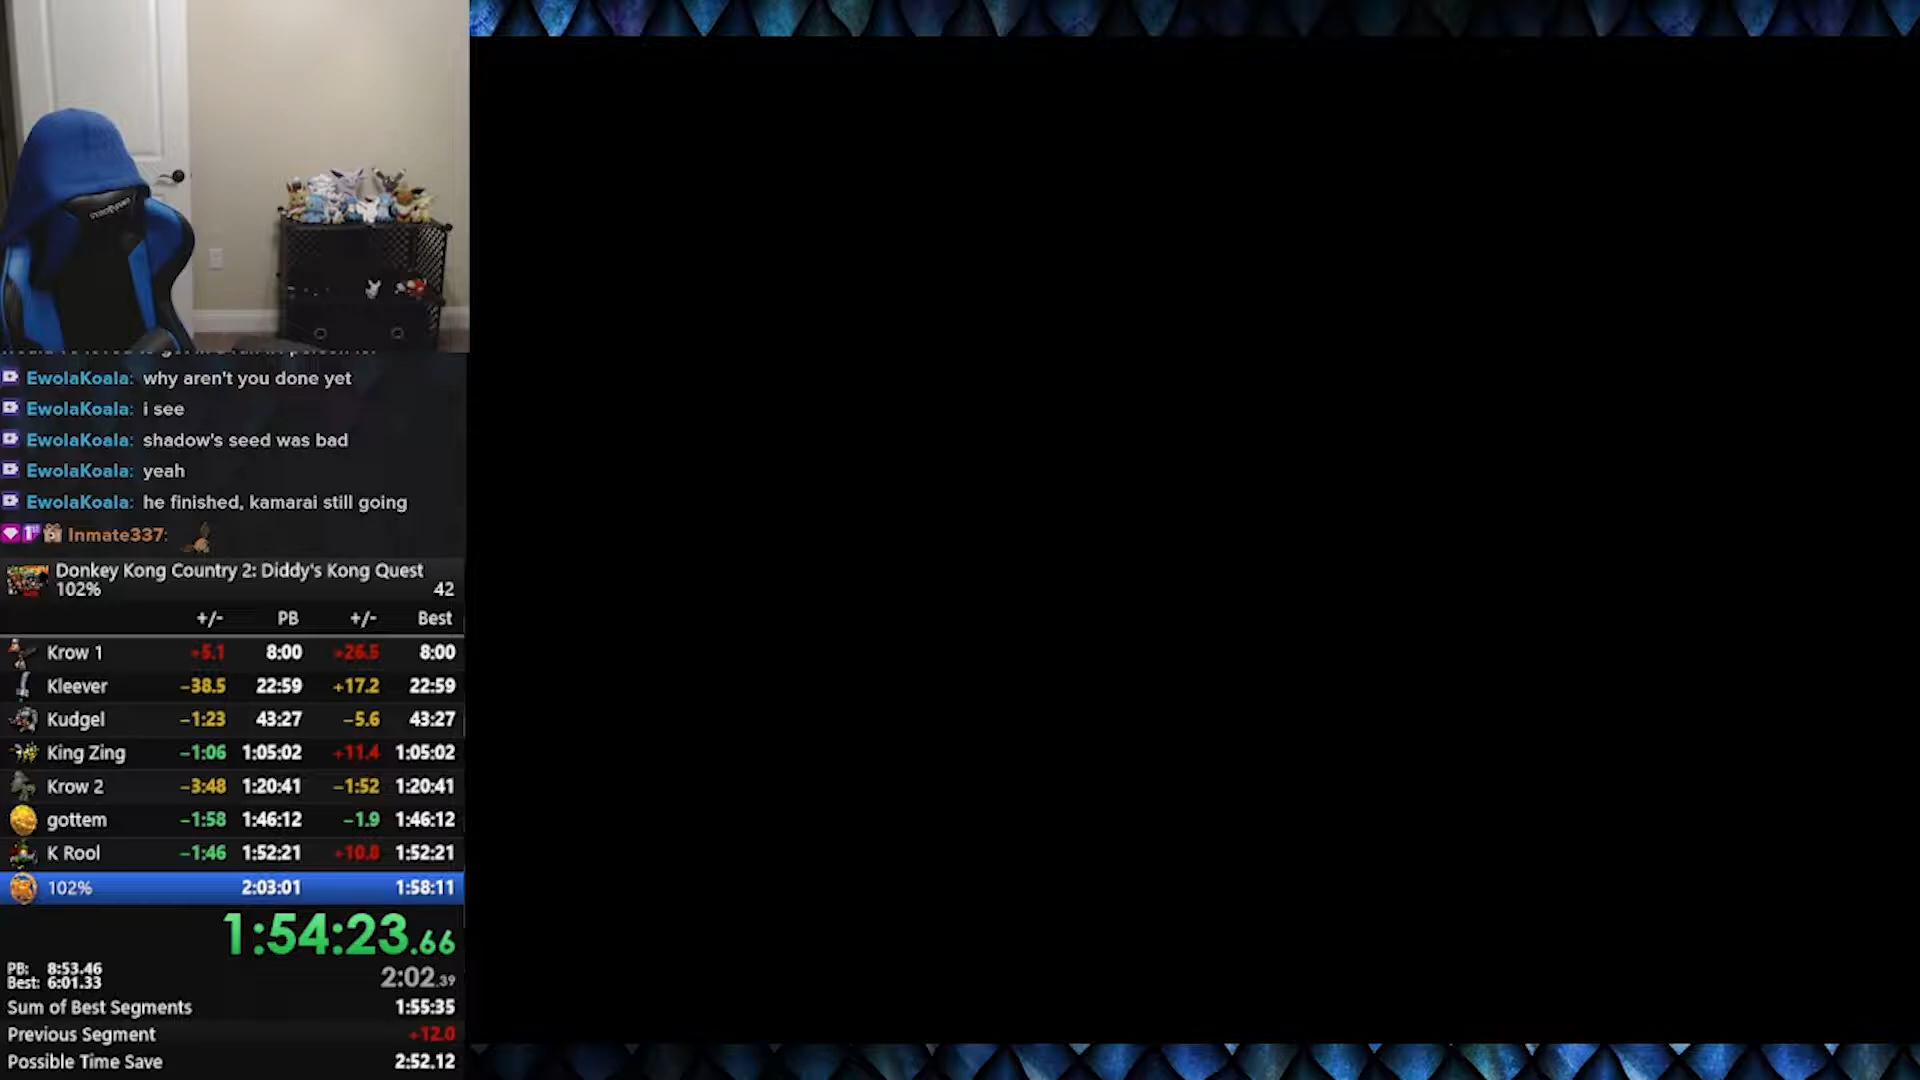 EwolaKoala: why aren't you done yet
EwolaKoala: i see
EwolaKoala: shadow's seed was bad
EwolaKoala: yeah
EwolaKoala: he finished, kamarai still going
Inmate337:
Donkey Kong Country 2: Diddy's Kong Quest
102% 42
+/- PB +/- Best
Krow 1 +5.1 8:00 +26.5 8:00
Kleever −38.5 22:59 +17.2 22:59
Kudgel −1:23 43:27 −5.6 43:27
King Zing −1:06 1:05:02 +11.4 1:05:02
Krow 2 −3:48 1:20:41 −1:52 1:20:41
gottem −1:58 1:46:12 −1.9 1:46:12
K Rool −1:46 1:52:21 +10.8 1:52:21
102% 2:03:01 1:58:11
1:54:23.66
PB: 8:53.46
Best: 6:01.33
2:02.39
Sum of Best Segments 1:55:35
Previous Segment +12.0
Possible Time Save 2:52.12